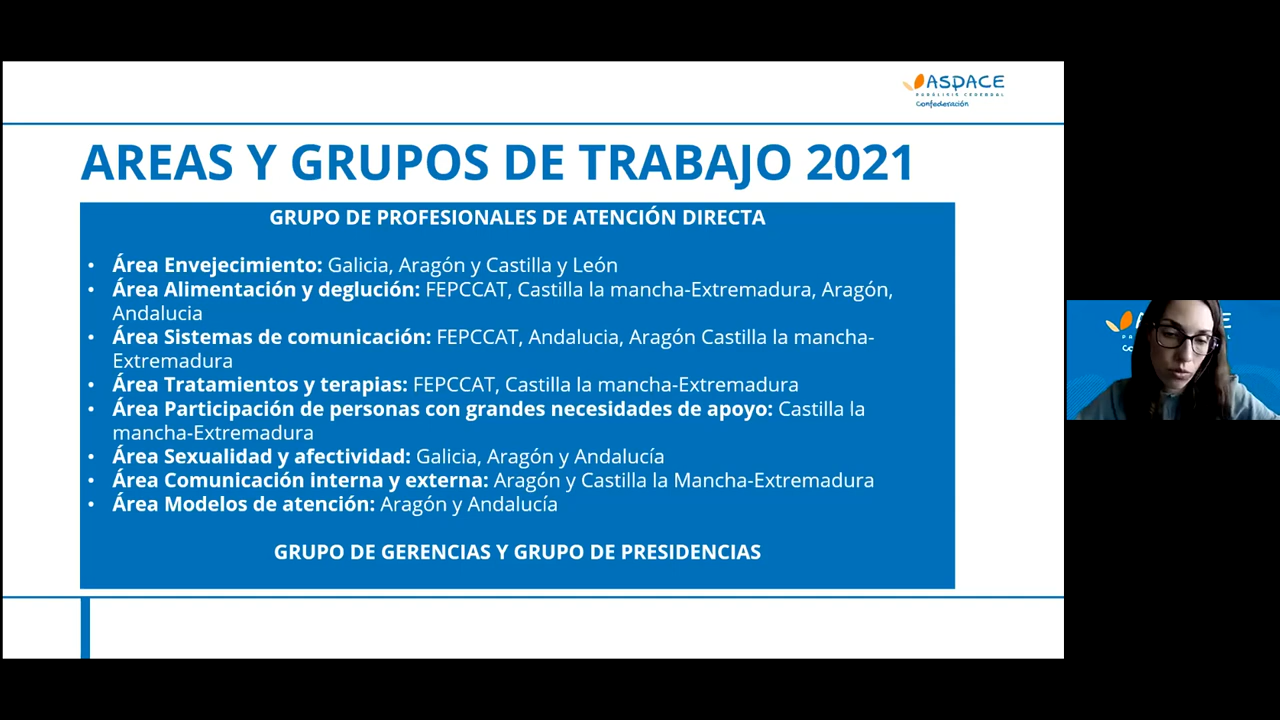 ASPACE
PARÁLISIS CEREBRAL
Confederación
AREAS Y GRUPOS DE TRABAJO 2021
GRUPO DE PROFESIONALES DE ATENCIÓN DIRECTA
• Área Envejecimiento: Galicia, Aragón y Castilla y León
• Área Alimentación y deglución: FEPCCAT, Castilla la mancha-Extremadura, Aragón,
Andalucia
• Área Sistemas de comunicación: FEPCCAT, Andalucia, Aragón Castilla la mancha-
Extremadura
• Área Tratamientos y terapias: FEPCCAT, Castilla la mancha-Extremadura
• Área Participación de personas con grandes necesidades de apoyo: Castilla la
mancha-Extremadura
• Área Sexualidad y afectividad: Galicia, Aragón y Andalucía
• Área Comunicación interna y externa: Aragón y Castilla la Mancha-Extremadura
• Área Modelos de atención: Aragón y Andalucía
GRUPO DE GERENCIAS Y GRUPO DE PRESIDENCIAS